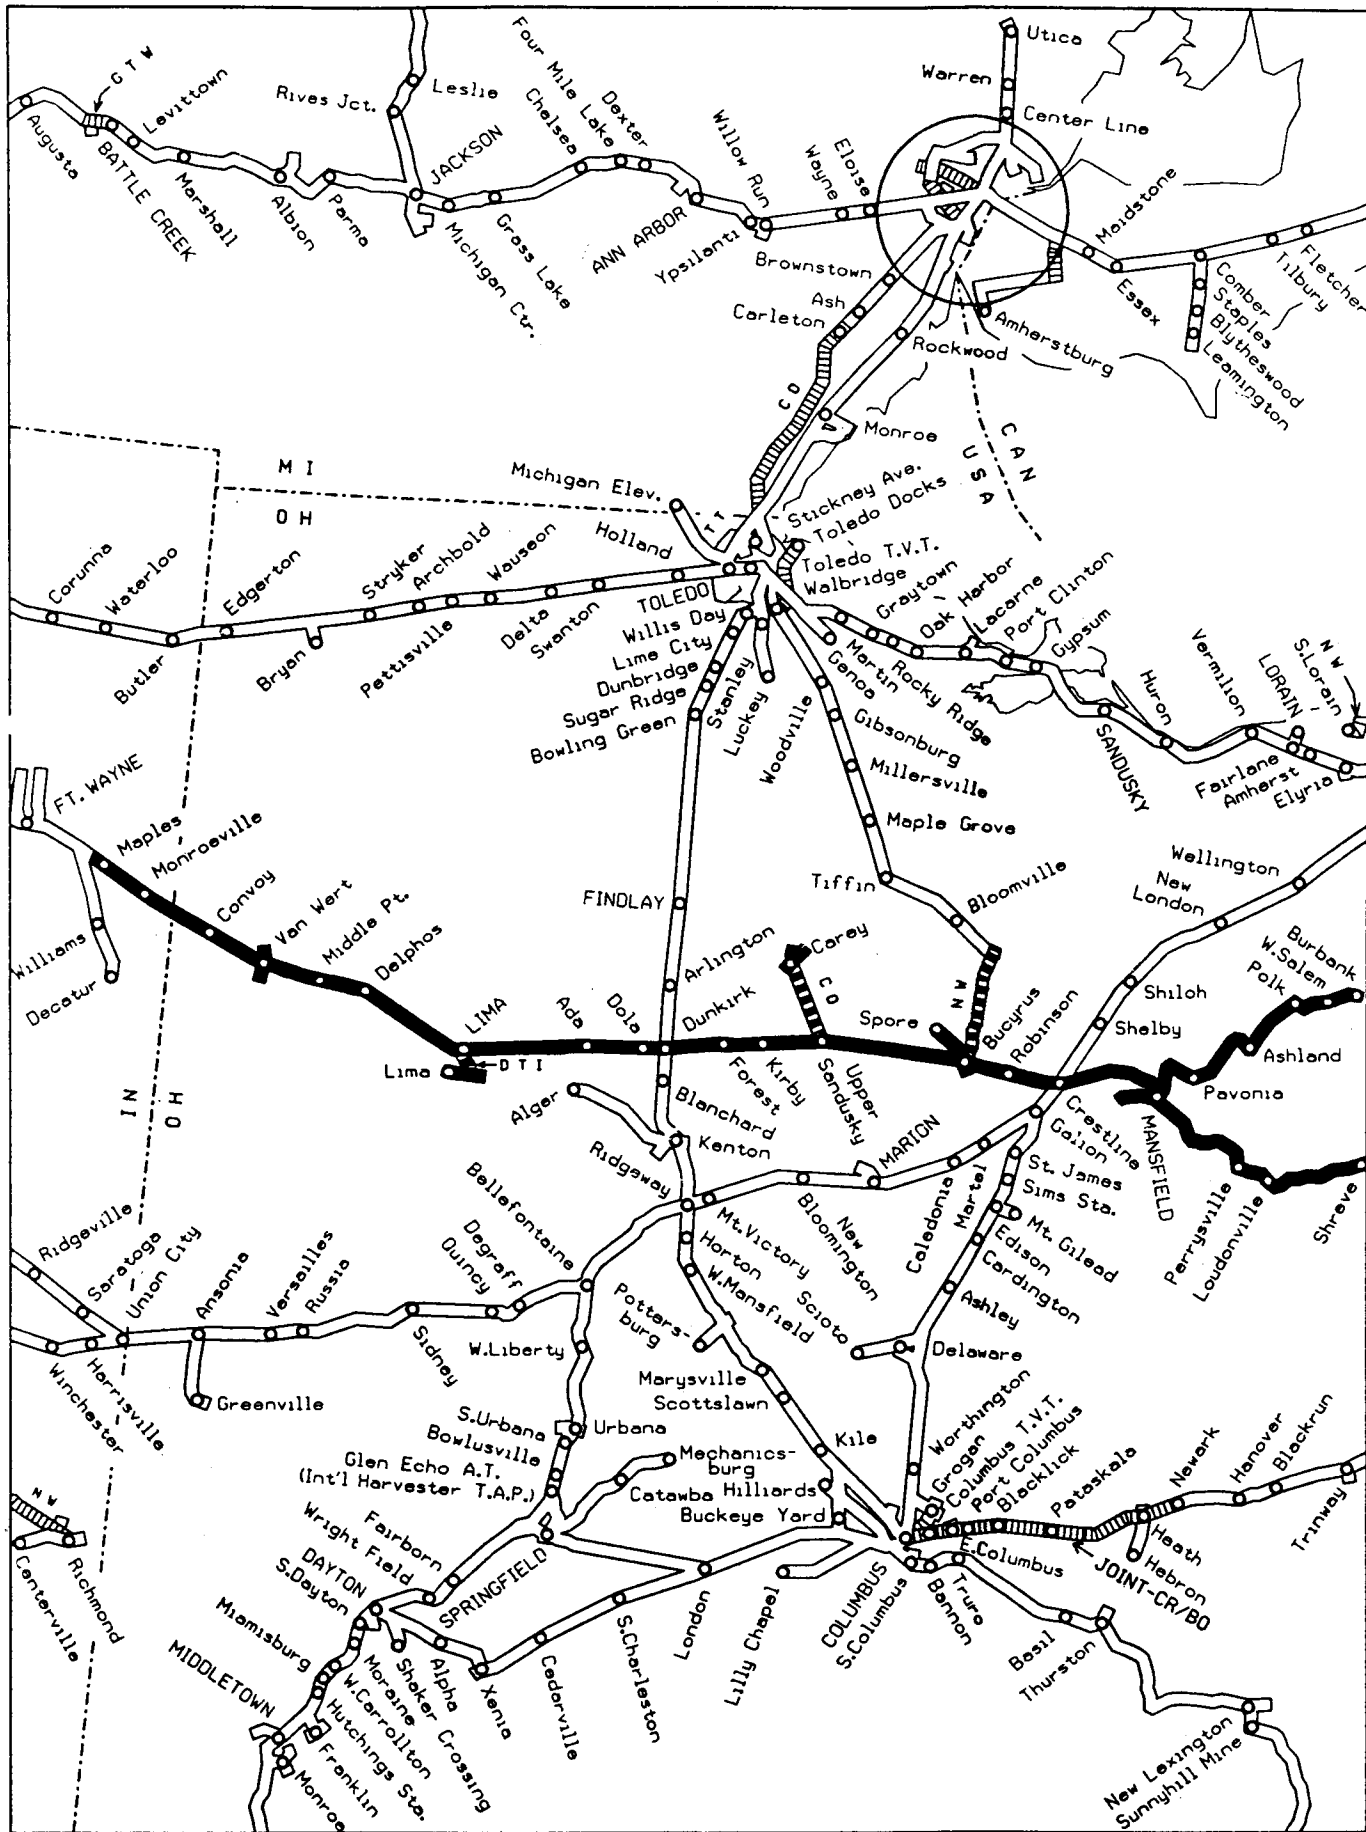 Utica
Warren
Center Line
GTW
Augusta
BATTLE CREEK
Levittown
Marshall
Albion
Parma
Rives Jct.
Leslie
JACKSON
Michigan Ctr.
Grass Lake
Chelsea
Four Mile Lake
Dexter
ANN ARBOR
Ypsilanti
Willow Run
Wayne
Eloise
Maidstone
Essex
Comber
Staples
Blytheswood
Leamington
Tilbury
Fletcher
Amherstburg
Brownstown
Ash
Carleton
Rockwood
CO
Monroe
CAN
USA
MI
OH
Michigan Elev.
TT
Stickney Ave.
Toledo Docks
Toledo T.V.T.
Walbridge
Holland
TOLEDO
Corunna
Waterloo
Butler
Edgerton
Bryan
Stryker
Archbold
Pettisville
Wauseon
Delta
Swanton
Willis Day
Lime City
Dunbridge
Sugar Ridge
Bowling Green
Stanley
Luckey
Woodville
Genoa
Martin
Rocky Ridge
Graytown
Oak Harbor
Lacarne
Port Clinton
Gypsum
SANDUSKY
Huron
Vermilion
LORAIN
S.Lorain
NW
Fairlane
Amherst
Elyria
Gibsonburg
Millersville
Maple Grove
Tiffin
Bloomville
NW
FT. WAYNE
Maples
Monroeville
Williams
Decatur
Convoy
Van Wert
Middle Pt.
Delphos
LIMA
Lima
DTI
Ada
Dola
FINDLAY
Arlington
Dunkirk
Forest
Kirby
Upper
Sandusky
Carey
CO
Spore
Bucyrus
Robinson
Crestline
Galion
Wellington
New
London
Shiloh
Shelby
Burbank
W.Salem
Polk
Ashland
Pavonia
MANSFIELD
Perrysville
Loudonville
Shreve
IN
OH
Alger
Blanchard
Kenton
Ridgeway
Mt.Victory
Horton
W.Mansfield
MARION
New
Bloomington
Caledonia
Martel
St. James
Sims Sta.
Mt. Gilead
Edison
Cardington
Ashley
Scioto
Delaware
Bellefontaine
Degraff
Quincy
Sidney
Ridgeville
Saratoga
Union City
Winchester
Harrisville
Ansonia
Greenville
Versailles
Russia
Potters-
burg
W.Liberty
Marysville
Scottslawn
Kile
S.Urbana
Urbana
Bowlusville
Glen Echo A.T.
(Int'l Harvester T.A.P.)
Mechanics-
burg
Catawba
Hilliards
Buckeye Yard
Worthington
Grogan
Columbus T.V.T.
Port Columbus
Blacklick
Pataskala
Newark
Hanover
Blackrun
Trinway
Heath
Hebron
JOINT-CR/BO
E.Columbus
Truro
Bannon
COLUMBUS
S.Columbus
Basil
Thurston
New Lexington
Sunnyhill Mine
NW
Centerville
Richmond
Fairborn
Wright Field
DAYTON
S.Dayton
SPRINGFIELD
London
Lilly Chapel
S.Charleston
Cedarville
Xenia
Alpha
Shaker Crossing
Moraine
W.Carrollton
Miamisburg
Hutchings Sta.
Franklin
MIDDLETOWN
Monroe